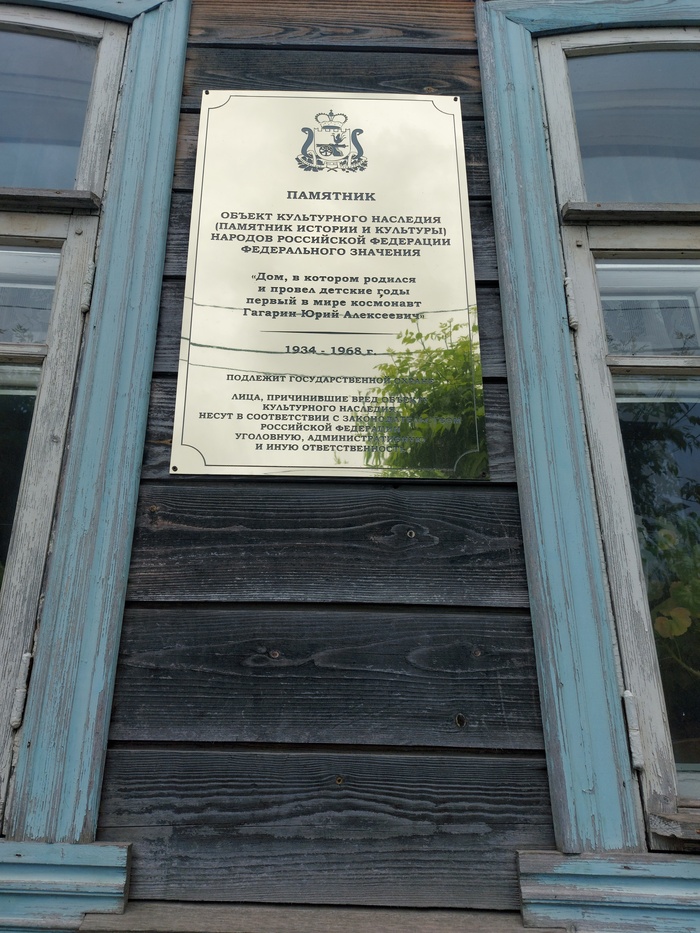 ПАМЯТНИК
ОБЪЕКТ КУЛЬТУРНОГО НАСЛЕДИЯ
(ПАМЯТНИК ИСТОРИИ И КУЛЬТУРЫ)
НАРОДОВ РОССИЙСКОЙ ФЕДЕРАЦИИ
ФЕДЕРАЛЬНОГО ЗНАЧЕНИЯ
«Дом, в котором родился
и провел детские годы
первый в мире космонавт
Гагарин Юрий Алексеевич»
1934 - 1968 г.
ПОДЛЕЖИТ ГОСУДАРСТВЕННОЙ
ЛИЦА, ПРИЧИНИВШИЕ ВРЕД ОБЪЕКТУ
КУЛЬТУРНОГО НАСЛЕДИЯ,
НЕСУТ В СООТВЕТСТВИИ С
РОССИЙСКОЙ ФЕДЕРАЦИИ
УГОЛОВНУЮ,
И ИНУЮ ОТВЕТСТВЕННОСТЬ